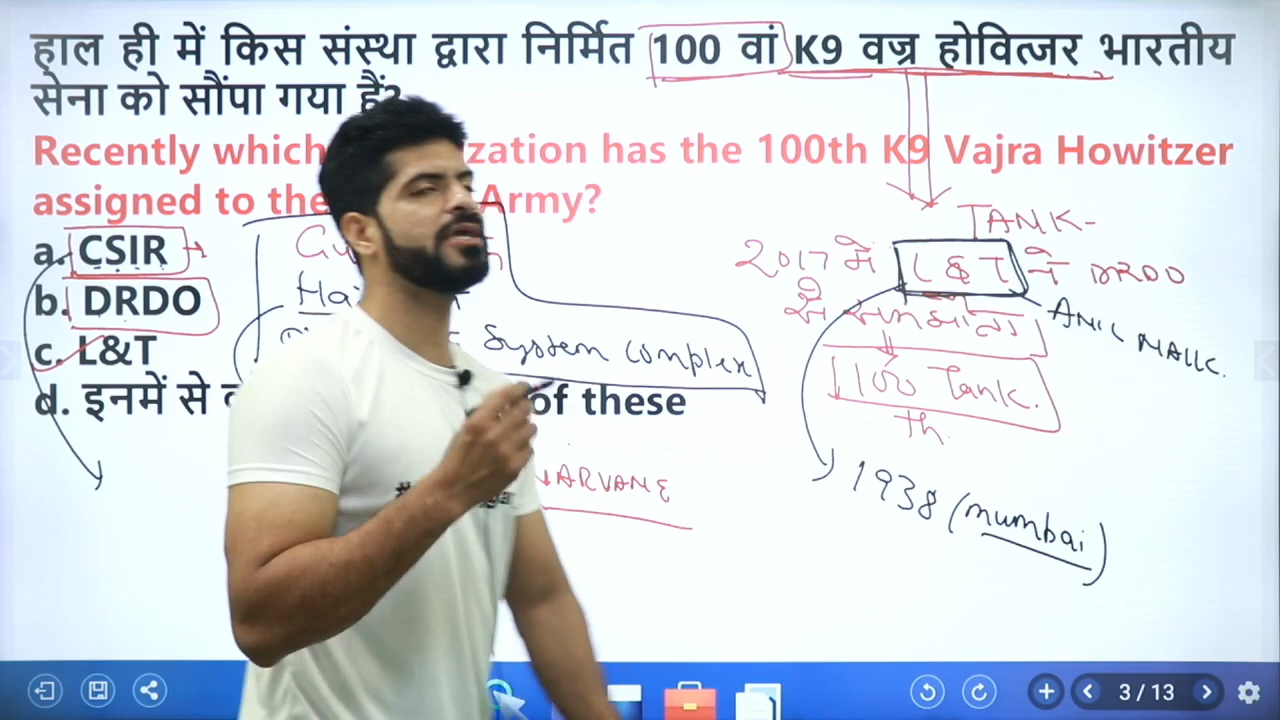 हाल ही में किस संस्था द्वारा निर्मित 100 वां K9 वज्र होवित्जर भारतीय
सेना को सौंपा गया हैं?
Recently which zation has the 100th K9 Vajra Howitzer
assigned to the Army?
a. CSIR
b. DRDO
c. L&T
d. इनमें से of these
System complex
NARVANE
TANK-
2017 में L&T ने DRDO
से
100 Tank.
th
ANIL
1938 (mumbai)
3 / 13